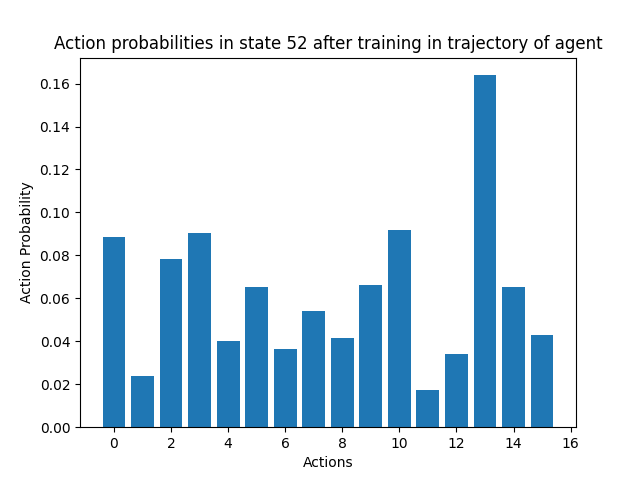 Action probabilities in state 52 after training in trajectory of agent
0.16
0.14
0.12
0.10
0.08
0.06
0.04
0.02
0.00
Action Probability
0 2 4 6 8 10 12 14 16
Actions